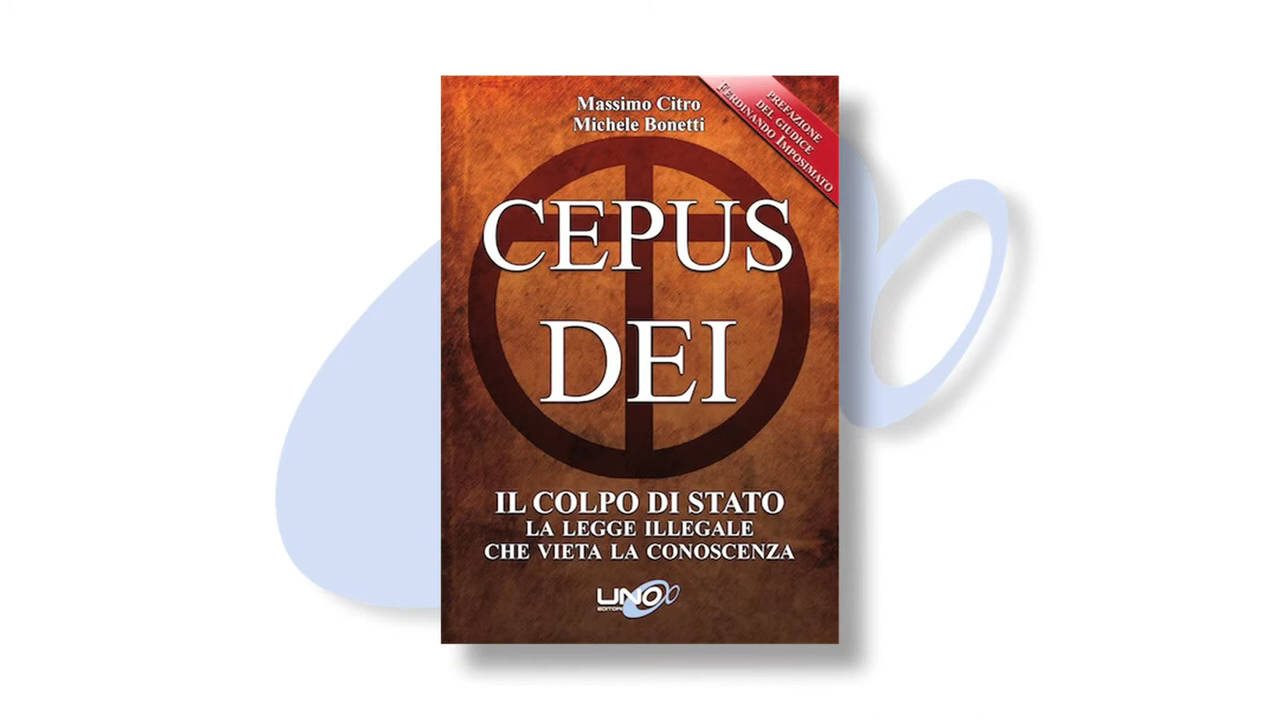 Massimo Citro
Michele Bonetti
PREFAZIONE
DEL GIUDICE
FERDINANDO IMPOSIMATO
CEPUS
DEI
IL COLPO DI STATO
LA LEGGE ILLEGALE
CHE VIETA LA CONOSCENZA
UNO
EDITORI